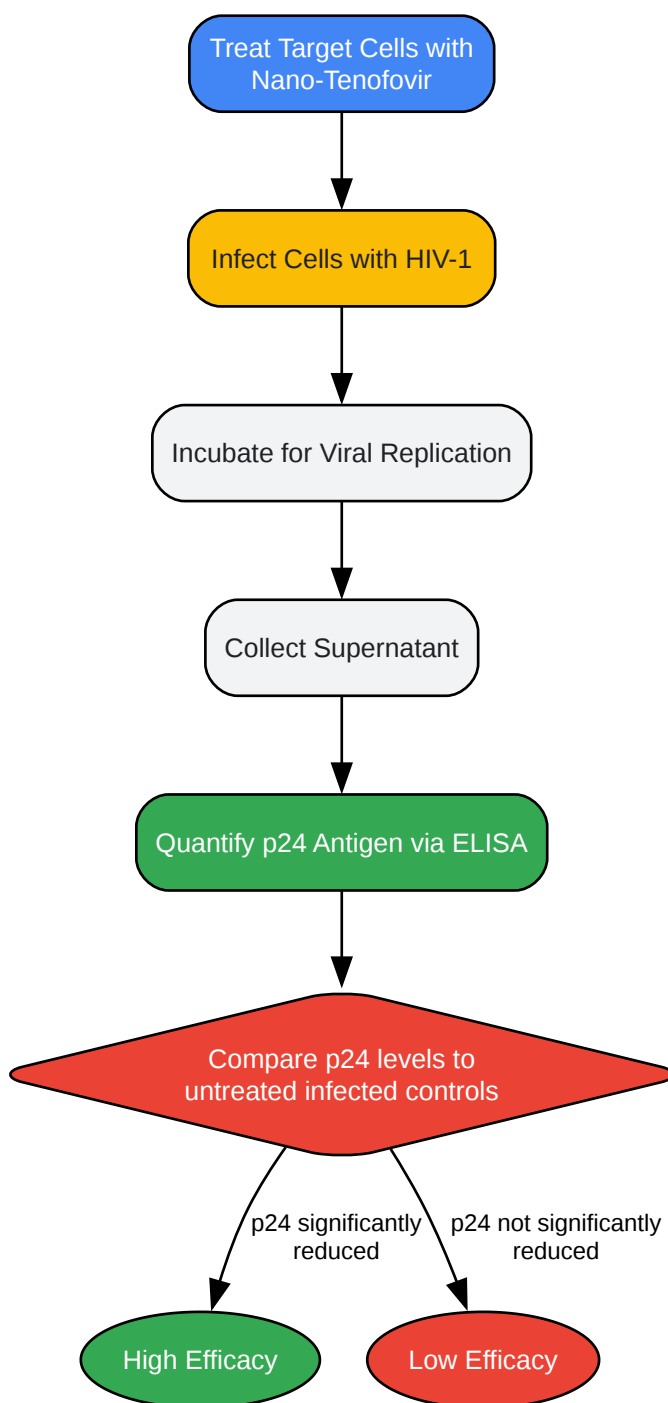 Treat Target Cells with
Nano-Tenofovir
Infect Cells with HIV-1
Incubate for Viral Replication
Collect Supernatant
Quantify p24 Antigen via ELISA
Compare p24 levels to
untreated infected controls
p24 significantly
reduced
p24 not significantly
reduced
High Efficacy
Low Efficacy